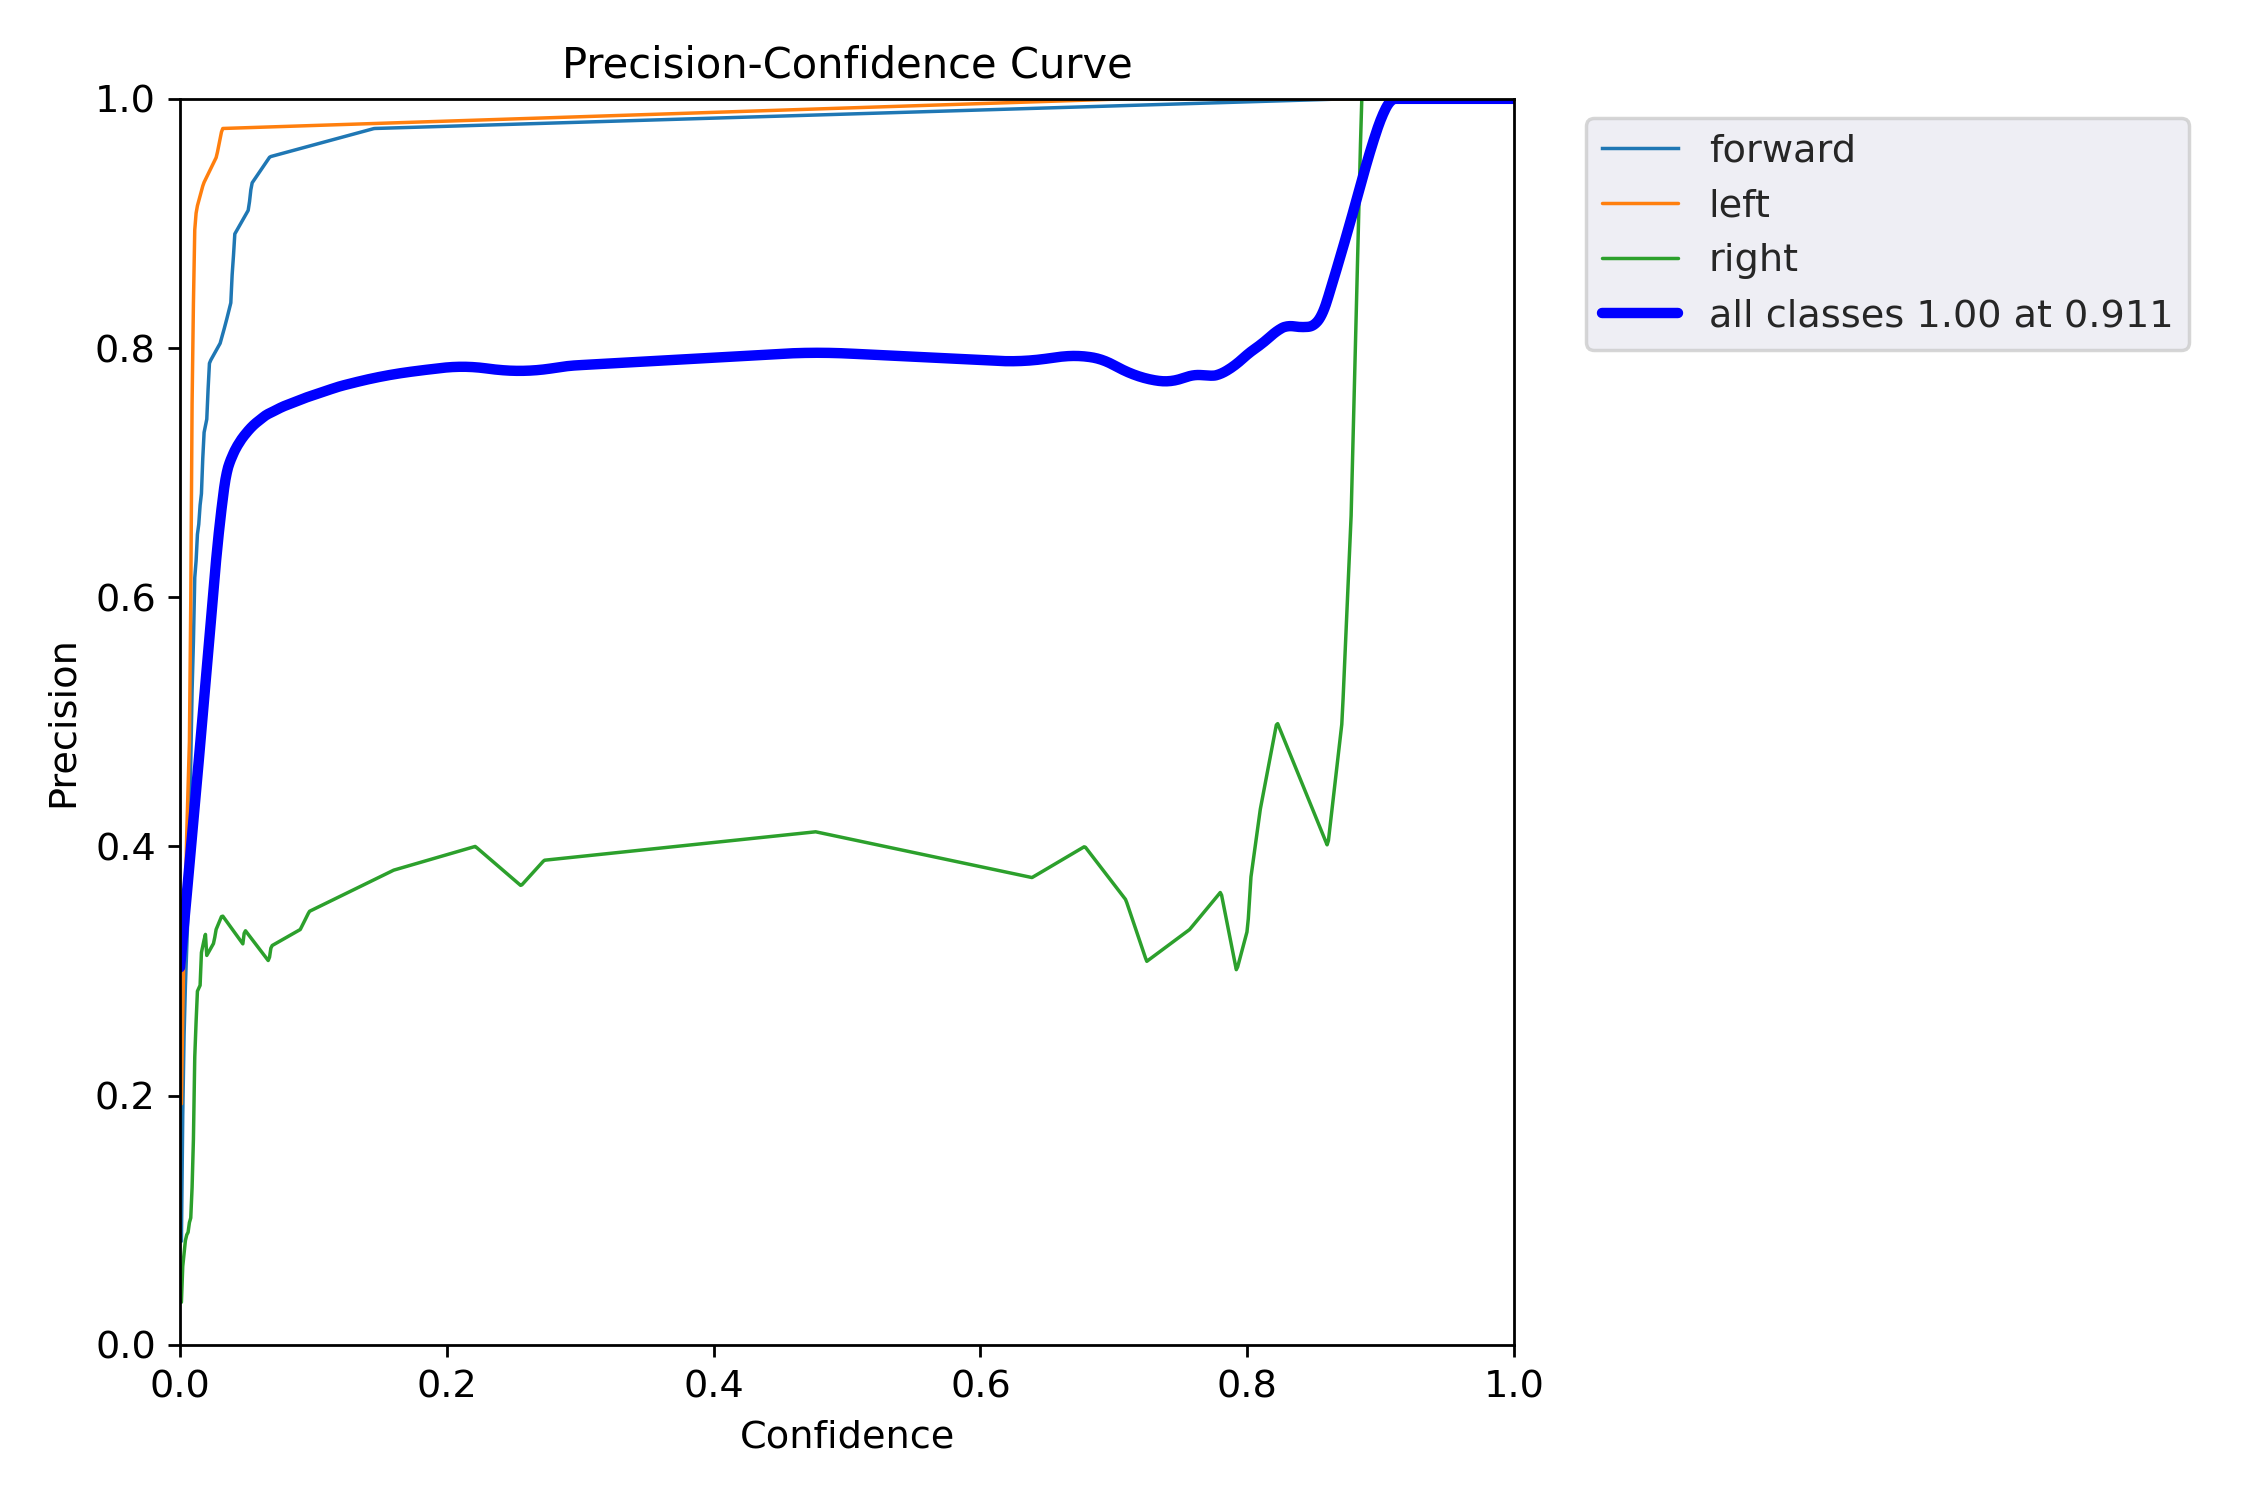 Precision-Confidence Curve
1.0
0.8
0.6
0.4
0.2
0.0
Precision
0.0 0.2 0.4 0.6 0.8 1.0
Confidence
forward
left
right
all classes 1.00 at 0.911